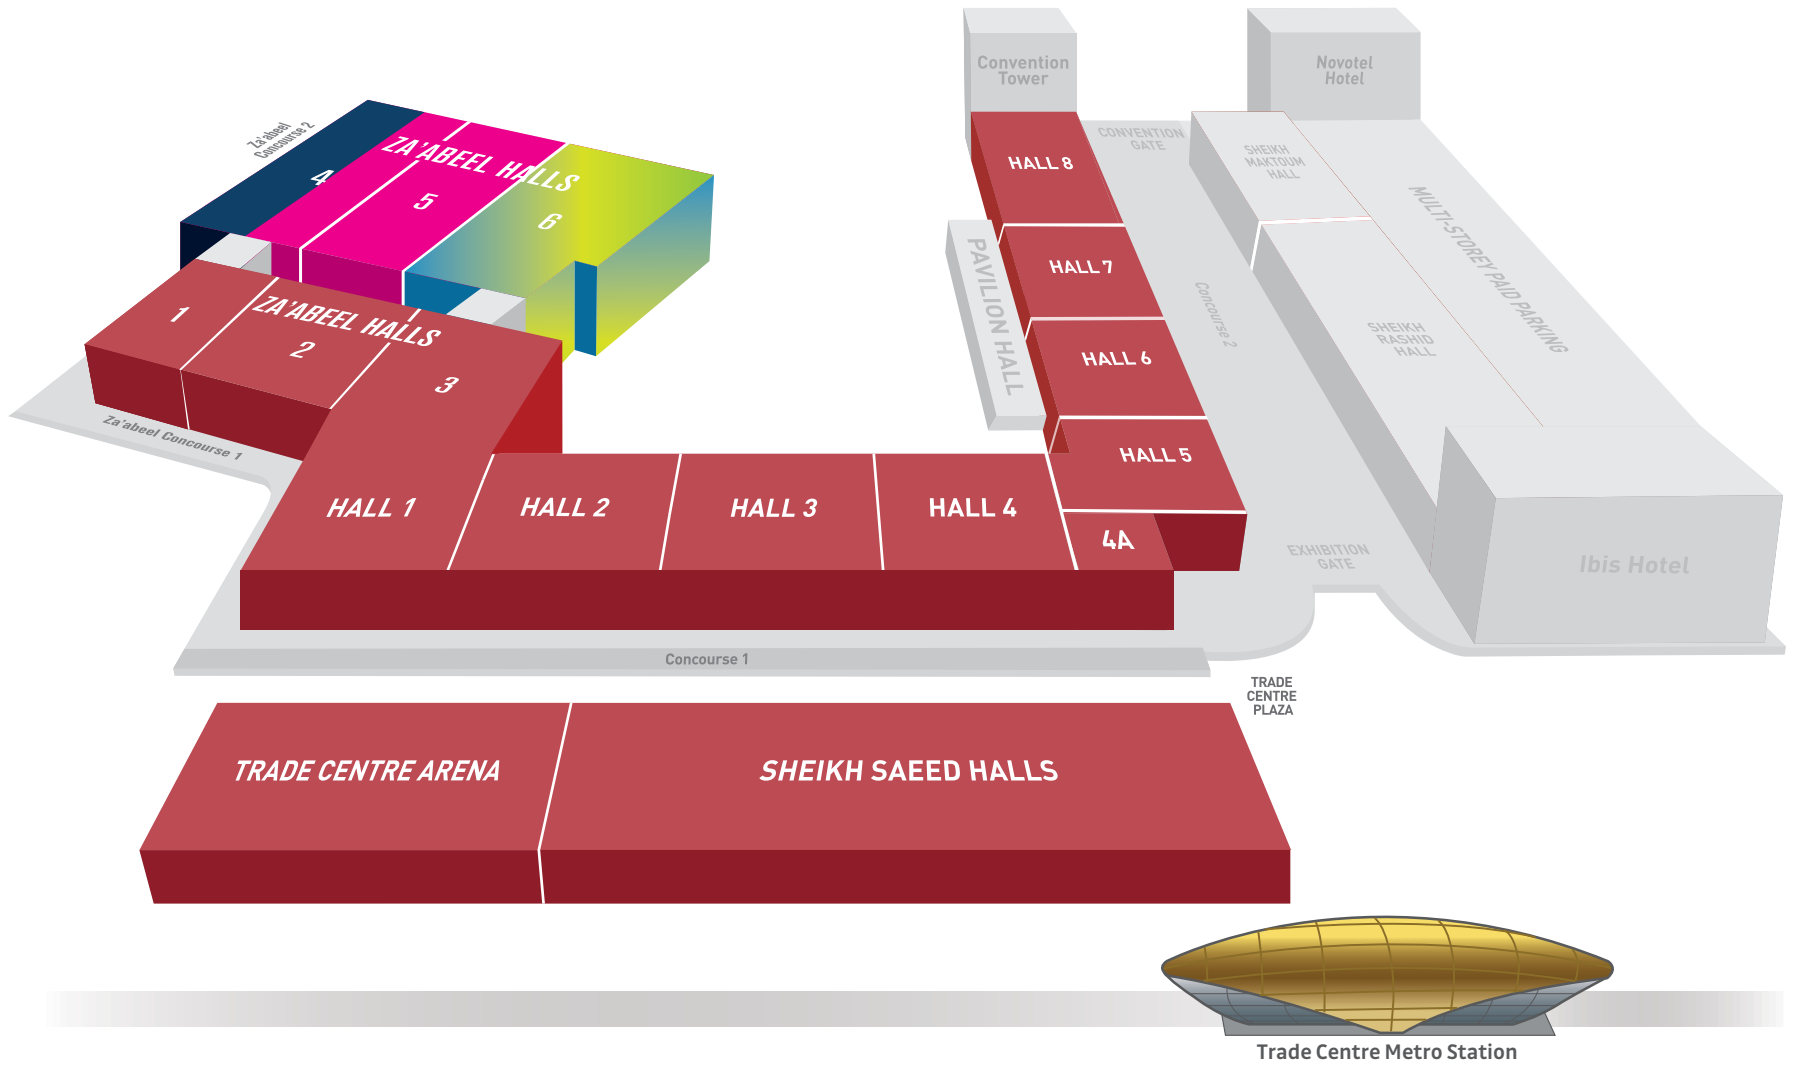 Convention
Tower
Novotel
Hotel
Za'abeel
Concourse 2
ZA'ABEEL HALLS
4
5
6
HALL 8
CONVENTION
GATE
SHEIKH
MAKTOUM
HALL
MULTI-STOREY PAID PARKING
PAVILION HALL
HALL 7
Concourse 2
1
ZA'ABEEL HALLS
2
3
HALL 6
SHEIKH
RASHID
HALL
Za'abeel Concourse 1
HALL 5
HALL 1
HALL 2
HALL 3
HALL 4
4A
EXHIBITION
GATE
Ibis Hotel
Concourse 1
TRADE
CENTRE
PLAZA
TRADE CENTRE ARENA
SHEIKH SAEED HALLS
Trade Centre Metro Station